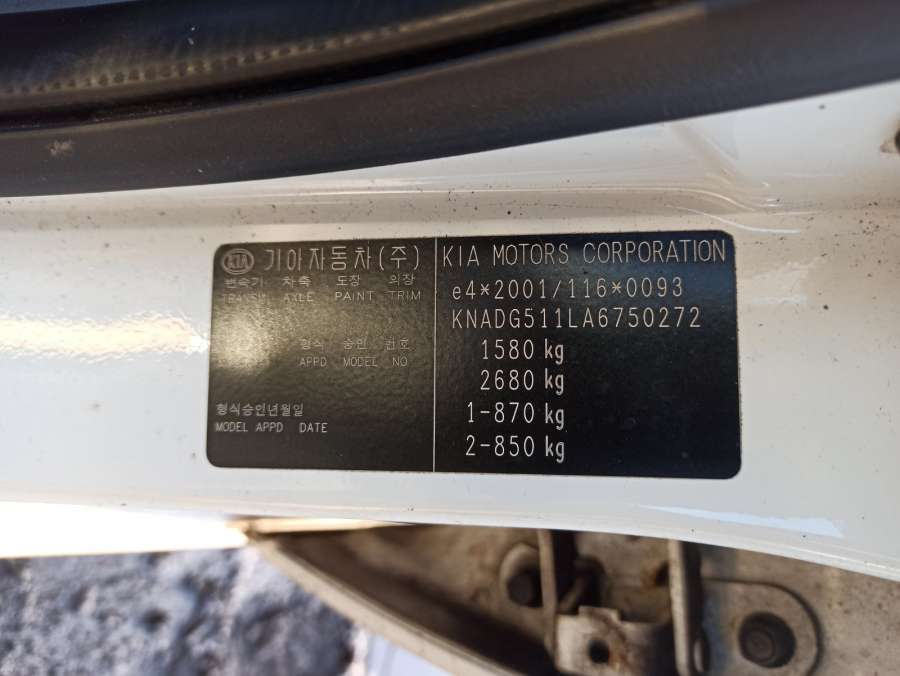 KIA 기아자동차(주)
변속기 차축 도장 의장
TRANSM AXLE PAINT TRIM
형식 승인 번호
APPD MODEL NO
형식승인년월일
MODEL APPD DATE
KIA MOTORS CORPORATION
e4*2001/116*0093
KNADG511LA6750272
1580 kg
2680 kg
1-870 kg
2-850 kg